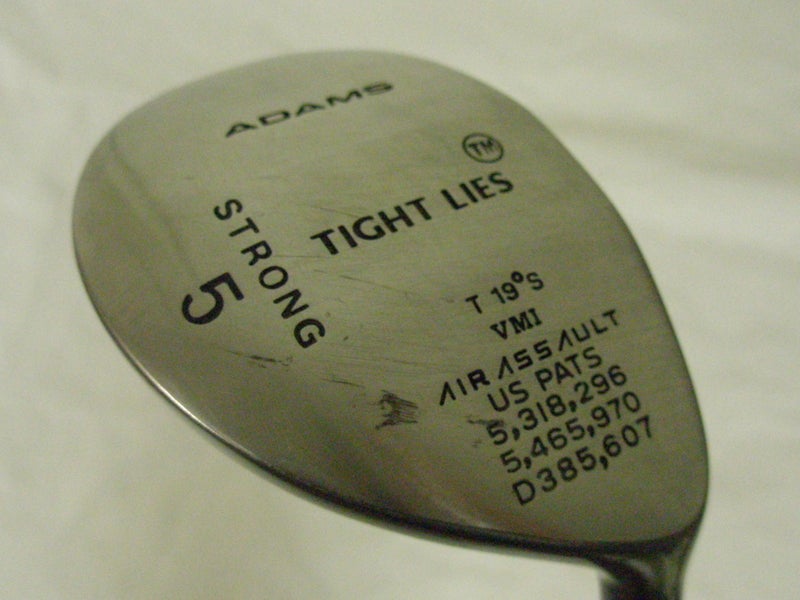 ADAMS
TM
TIGHT LIES
STRONG
5
T 19° S
VMI
AIR ASSAULT
US PATS
5,318,296
5,465,970
D385,607